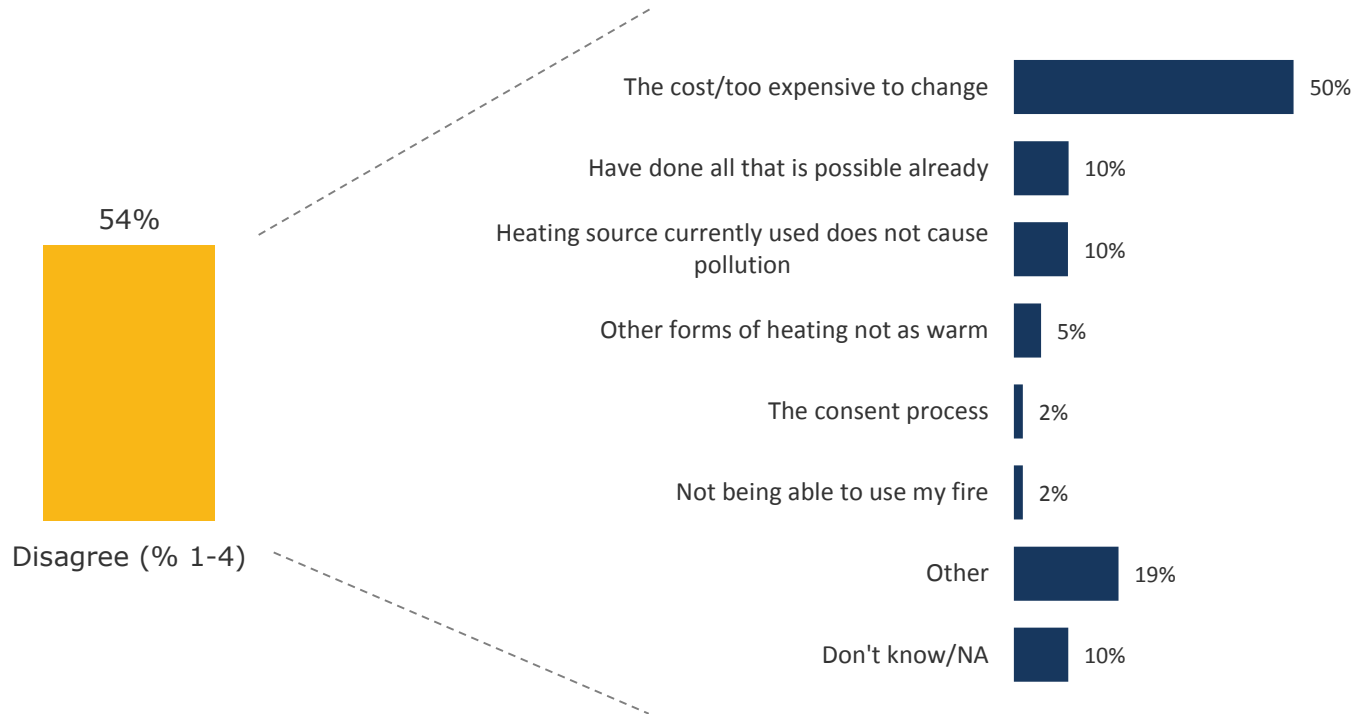 54%
Disagree (% 1-4)
The cost/too expensive to change
50%
Have done all that is possible already
10%
Heating source currently used does not cause
pollution
10%
Other forms of heating not as warm
5%
The consent process
2%
Not being able to use my fire
2%
Other
19%
Don't know/NA
10%